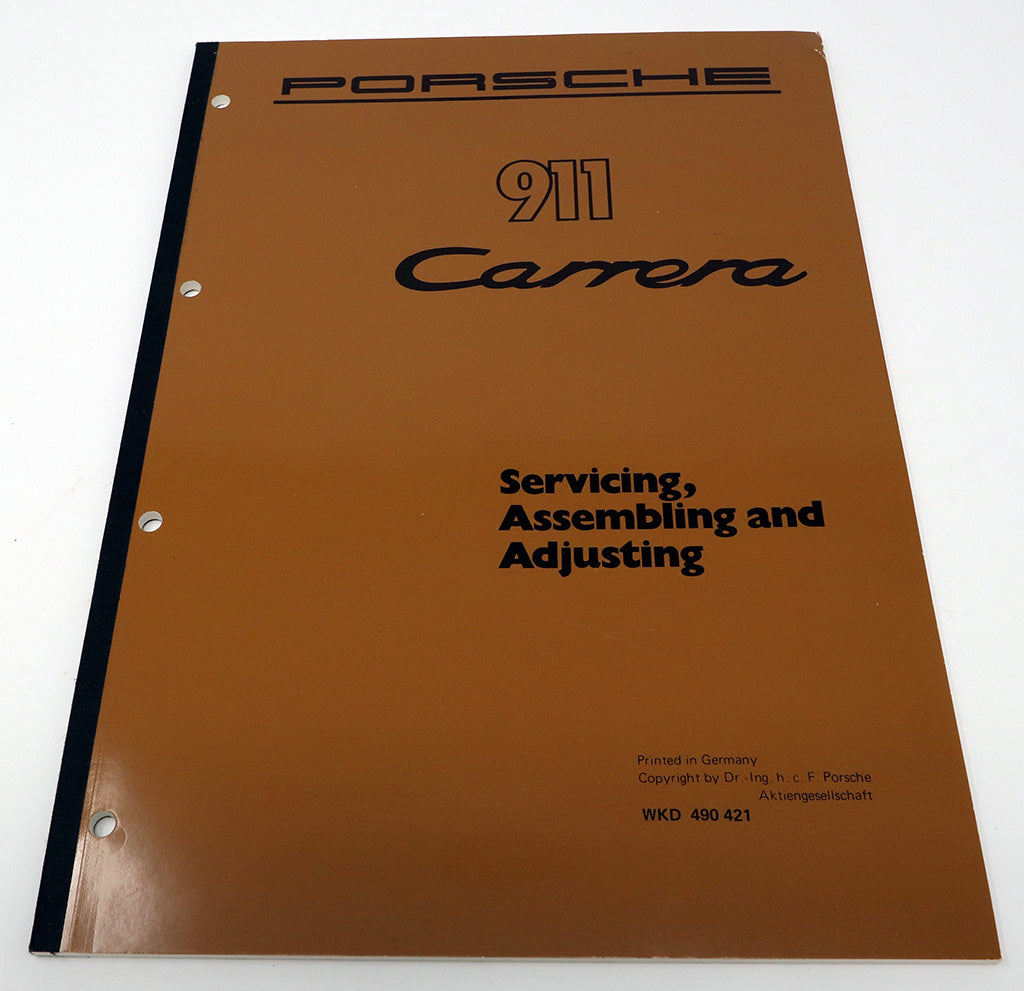 PORSCHE
911
Carrera
Servicing,
Assembling and
Adjusting
Printed in Germany
Copyright by Dr.-Ing. h. c. F. Porsche
Aktiengesellschaft
WKD 490 421